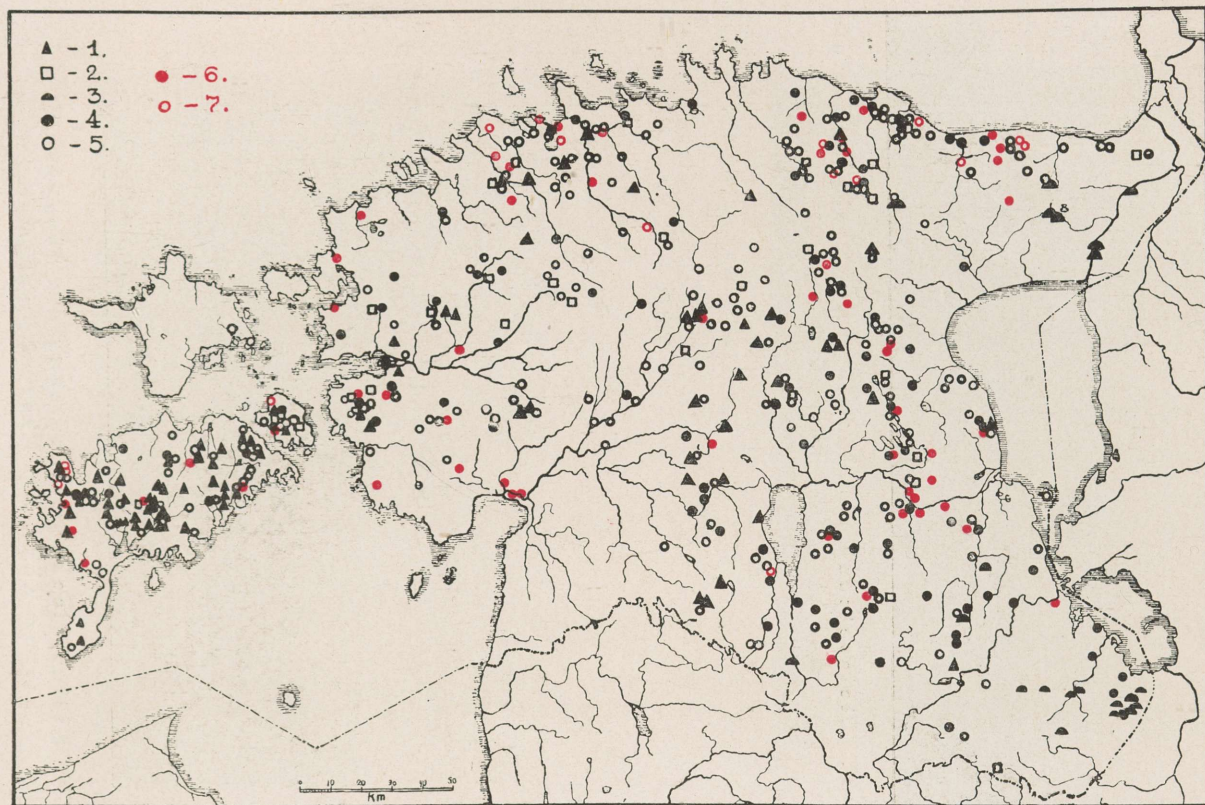 ▲ - 1.
□ - 2.
◓ - 3.
● - 4.
○ - 5.
● - 6.
○ - 7.
0 10 20 30 40 50
Km